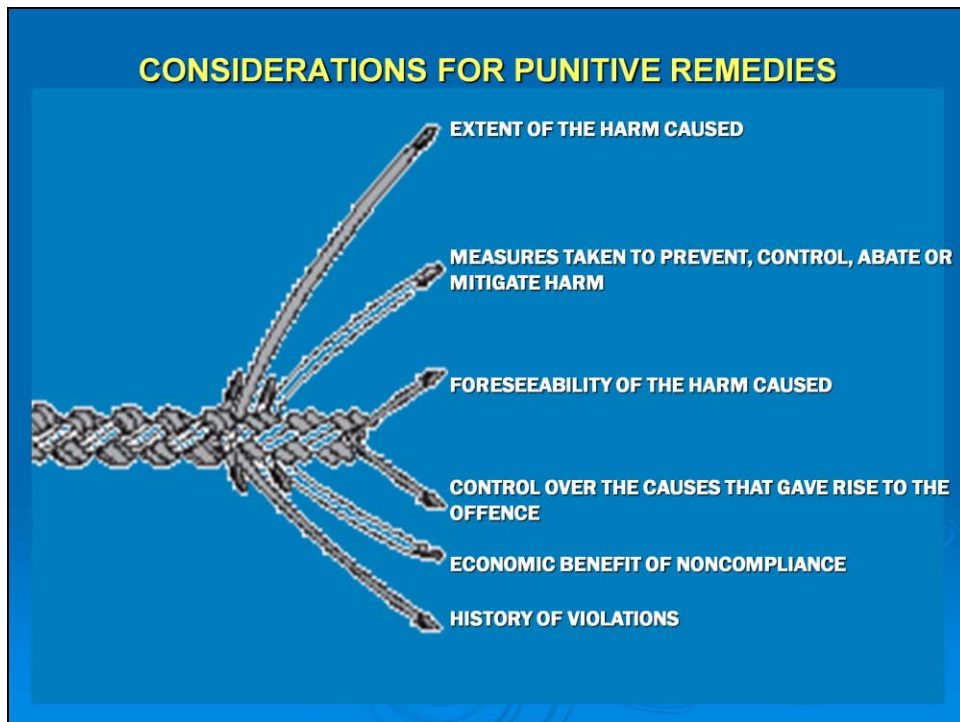 CONSIDERATIONS FOR PUNITIVE REMEDIES
EXTENT OF THE HARM CAUSED
MEASURES TAKEN TO PREVENT, CONTROL, ABATE OR
MITIGATE HARM
FORESEEABILITY OF THE HARM CAUSED
CONTROL OVER THE CAUSES THAT GAVE RISE TO THE
OFFENCE
ECONOMIC BENEFIT OF NONCOMPLIANCE
HISTORY OF VIOLATIONS